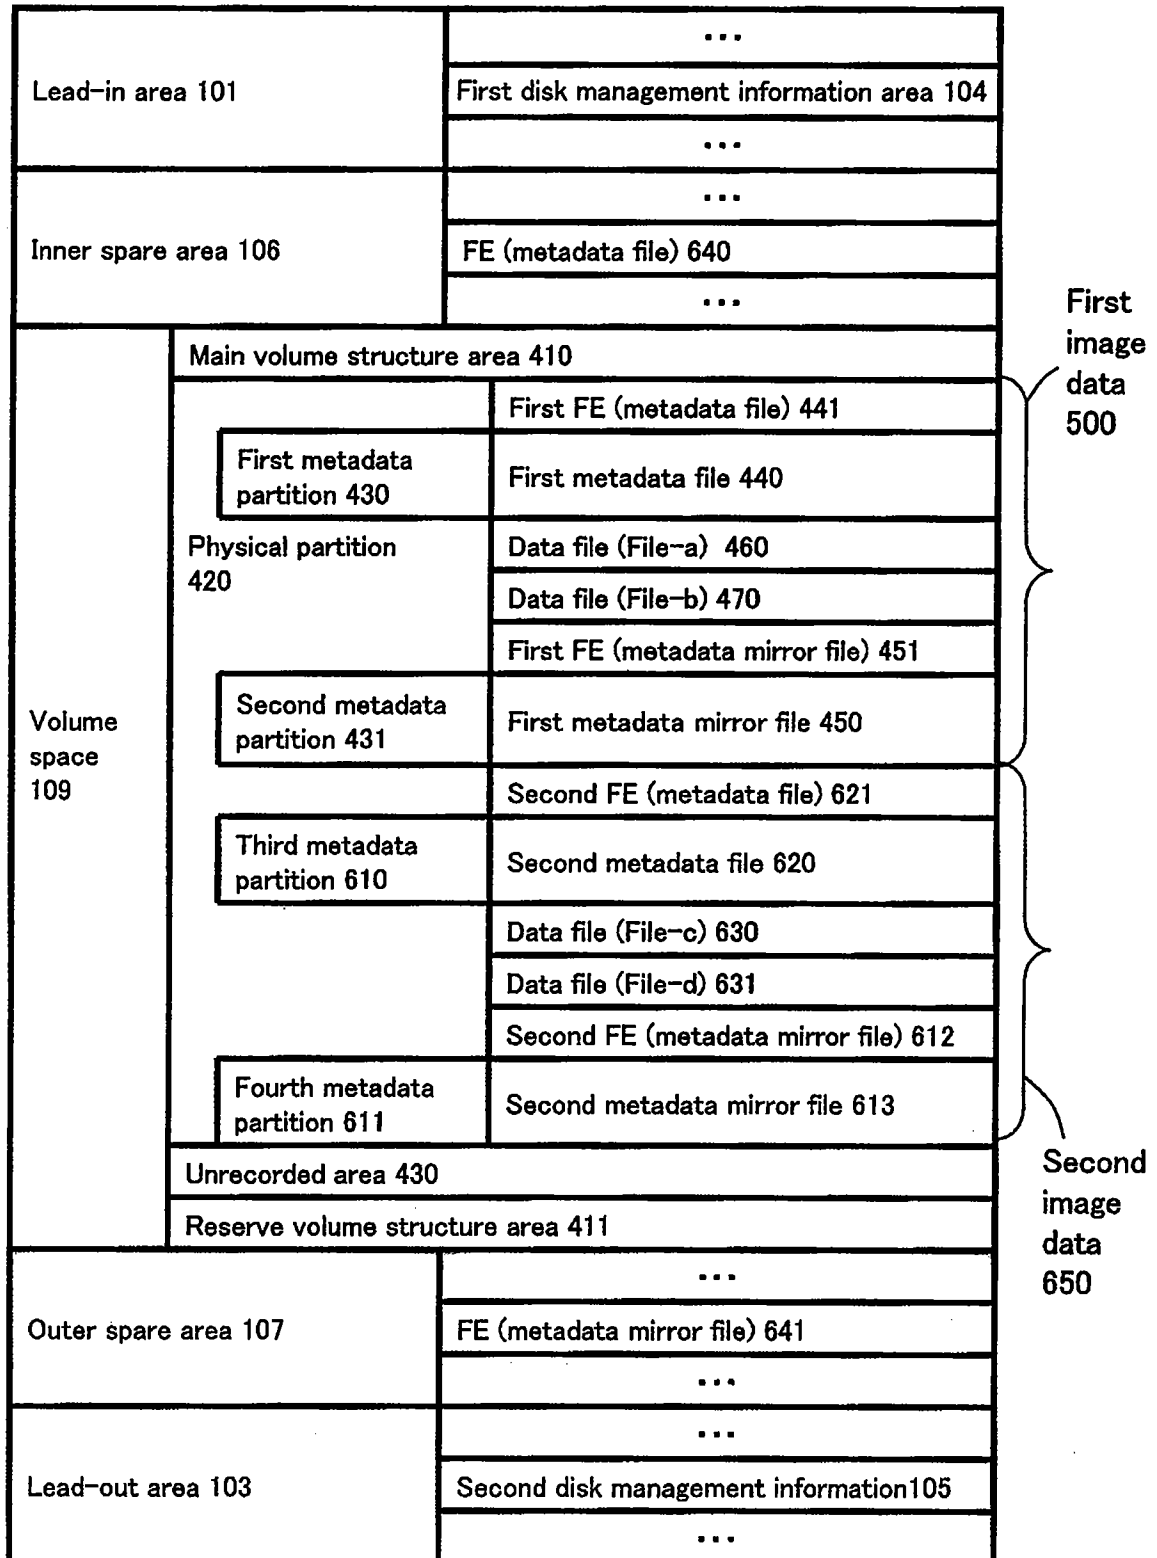 ...
Lead-in area 101
First disk management information area 104
...
...
Inner spare area 106
FE (metadata file) 640
...
First
image
data
500
Main volume structure area 410
First FE (metadata file) 441
First metadata
partition 430
First metadata file 440
Physical partition
420
Data file (File-a) 460
Data file (File-b) 470
First FE (metadata mirror file) 451
Volume
space
109
Second metadata
partition 431
First metadata mirror file 450
Second FE (metadata file) 621
Third metadata
partition 610
Second metadata file 620
Data file (File-c) 630
Data file (File-d) 631
Second FE (metadata mirror file) 612
Fourth metadata
partition 611
Second metadata mirror file 613
Second
image
data
650
Unrecorded area 430
Reserve volume structure area 411
...
Outer spare area 107
FE (metadata mirror file) 641
...
...
Lead-out area 103
Second disk management information105
...